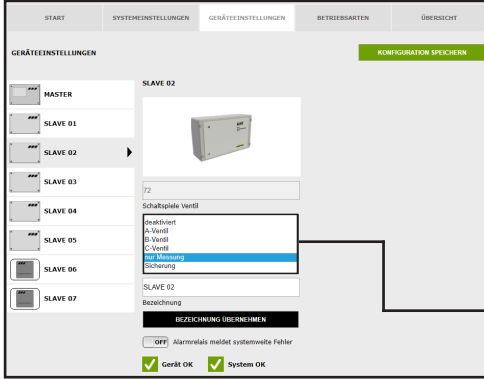 START SYSTEMEINSTELLUNGEN GERÄTEEINSTELLUNGEN BETRIEBSARTEN ÜBERSICHT
GERÄTEEINSTELLUNGEN
KONFIGURATION SPEICHERN
MASTER
SLAVE 01
SLAVE 02
SLAVE 03
SLAVE 04
SLAVE 05
SLAVE 06
SLAVE 07
SLAVE 02
72
Schaltspiele Ventil
deaktiviert
A-Ventil
B-Ventil
C-Ventil
nur Messung
Sicherung
SLAVE 02
Bezeichnung
BEZEICHNUNG ÜBERNEHMEN
OFF Alarmrelais meldet systemweite Fehler
Gerät OK System OK